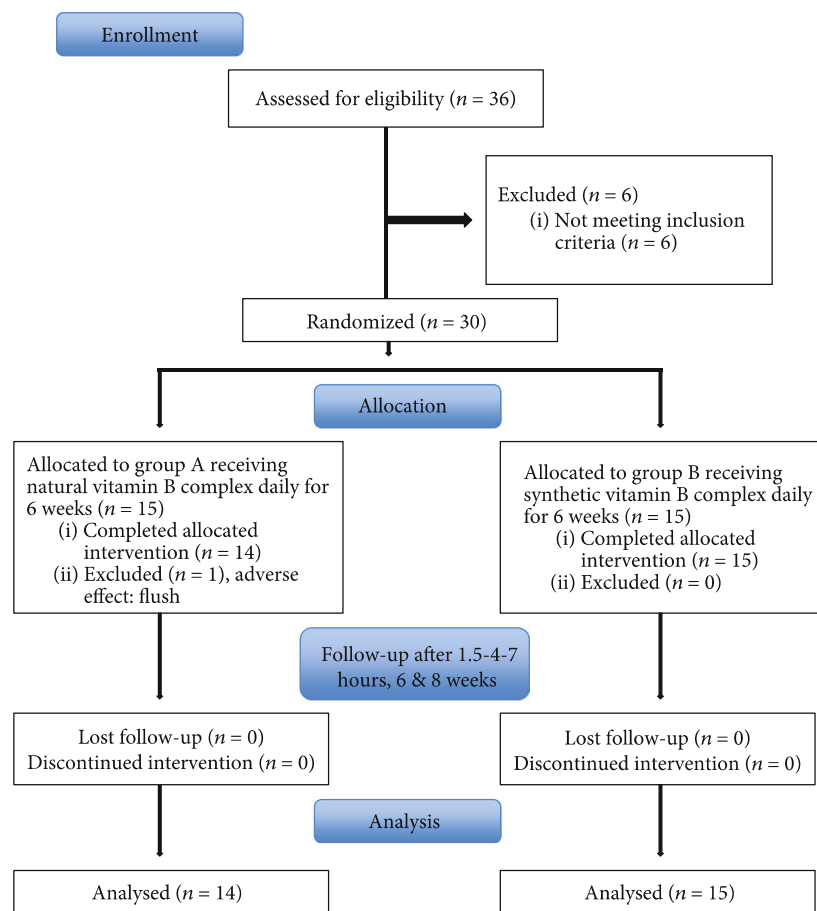 Enrollment
Assessed for eligibility (n = 36)
Excluded (n = 6)
(i) Not meeting inclusion
criteria (n = 6)
Randomized (n = 30)
Allocation
Allocated to group A receiving
natural vitamin B complex daily for
6 weeks (n = 15)
(i) Completed allocated
intervention (n = 14)
(ii) Excluded (n = 1), adverse
effect: flush
Allocated to group B receiving
synthetic vitamin B complex daily
for 6 weeks (n = 15)
(i) Completed allocated
intervention (n = 15)
(ii) Excluded (n = 0)
Follow-up after 1.5-4-7
hours, 6 & 8 weeks
Lost follow-up (n = 0)
Discontinued intervention (n = 0)
Lost follow-up (n = 0)
Discontinued intervention (n = 0)
Analysis
Analysed (n = 14)
Analysed (n = 15)